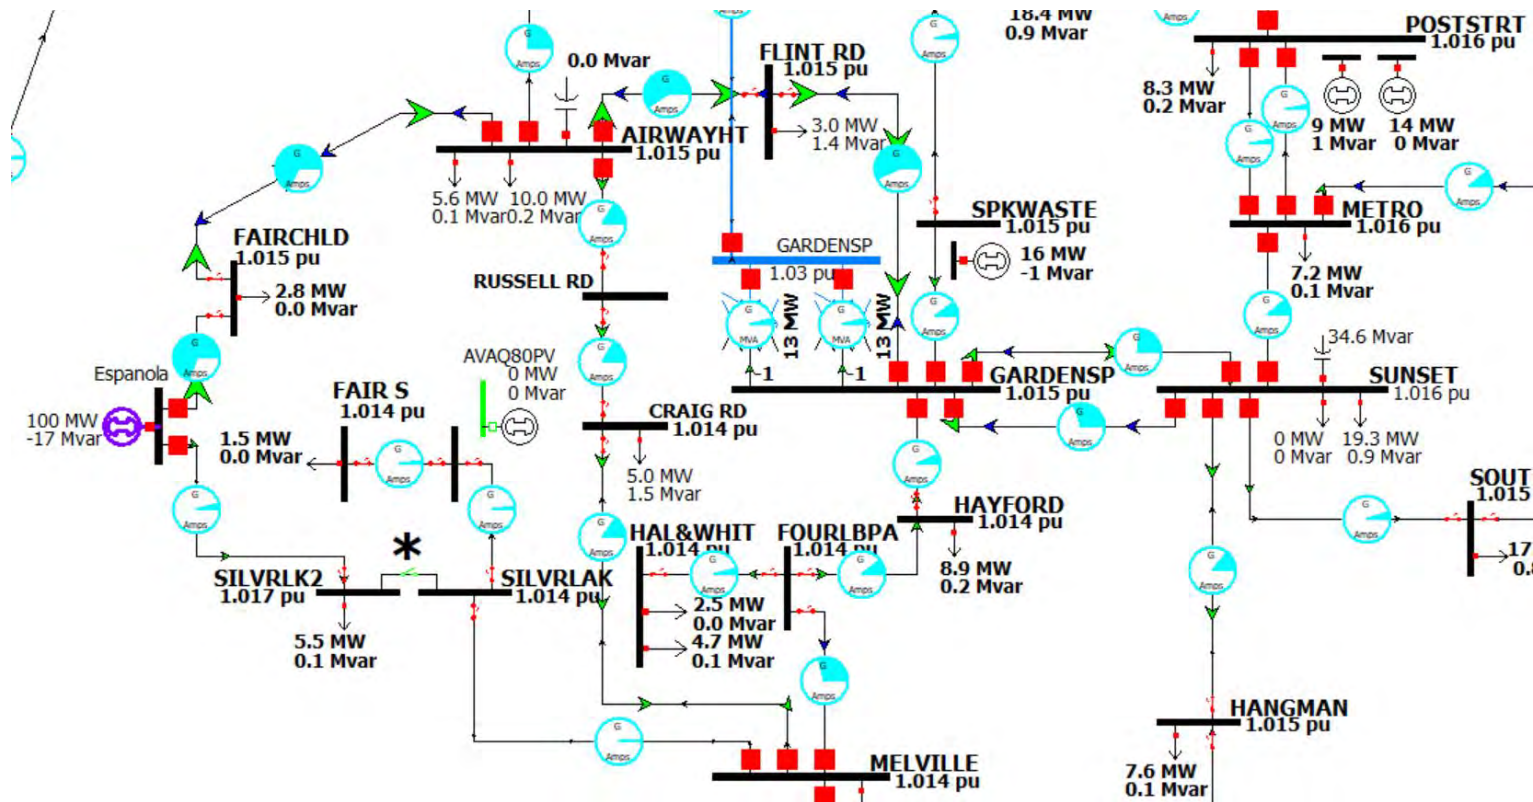 18.4 MW
0.9 Mvar
POSTSTRT
1.016 pu
0.0 Mvar
FLINT RD
1.015 pu
8.3 MW
0.2 Mvar
9 MW
1 Mvar
14 MW
0 Mvar
AIRWAYHT
1.015 pu
3.0 MW
1.4 Mvar
5.6 MW
0.1 Mvar
10.0 MW
0.2 Mvar
SPKWASTE
1.015 pu
METRO
1.016 pu
FAIRCHLD
1.015 pu
GARDENSP
1.03 pu
16 MW
-1 Mvar
7.2 MW
0.1 Mvar
RUSSELL RD
2.8 MW
0.0 Mvar
13 MW
13 MW
34.6 Mvar
AVAQ80PV
0 MW
0 Mvar
Espanola
-1
-1
GARDENSP
1.015 pu
SUNSET
1.016 pu
FAIR S
1.014 pu
CRAIG RD
1.014 pu
100 MW
-17 Mvar
1.5 MW
0.0 Mvar
0 MW
0 Mvar
19.3 MW
0.9 Mvar
5.0 MW
1.5 Mvar
SOUT
1.015
HAYFORD
1.014 pu
HAL&WHIT
1.014 pu
FOURLBPA
1.014 pu
*
8.9 MW
0.2 Mvar
17
0.8
SILVRLK2
1.017 pu
SILVRLAK
1.014 pu
2.5 MW
0.0 Mvar
4.7 MW
0.1 Mvar
5.5 MW
0.1 Mvar
HANGMAN
1.015 pu
MELVILLE
1.014 pu
7.6 MW
0.1 Mvar